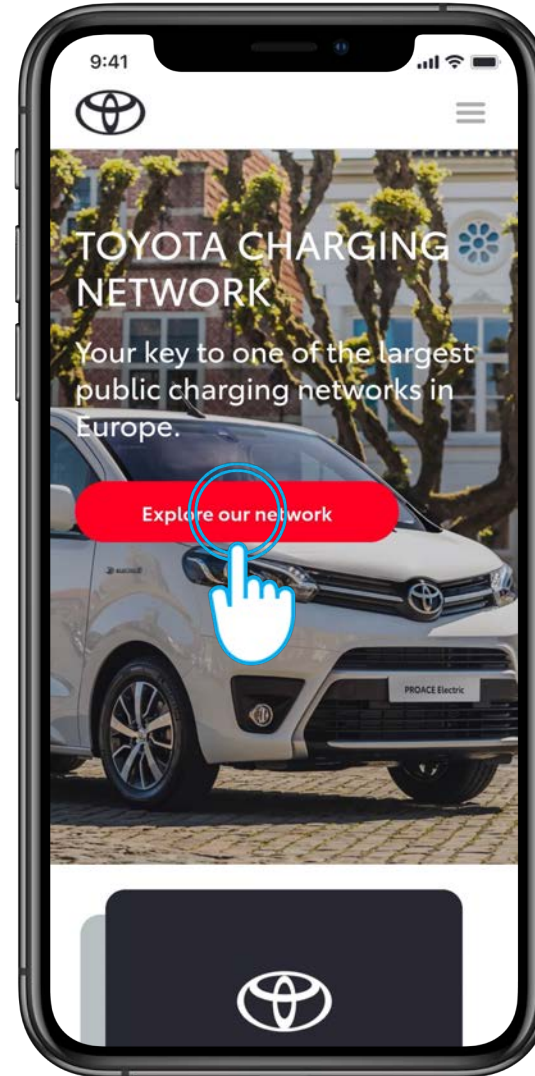 9:41
TOYOTA CHARGING
NETWORK
Your key to one of the largest
public charging networks in
Europe.
Explore our network
PROACE Electric